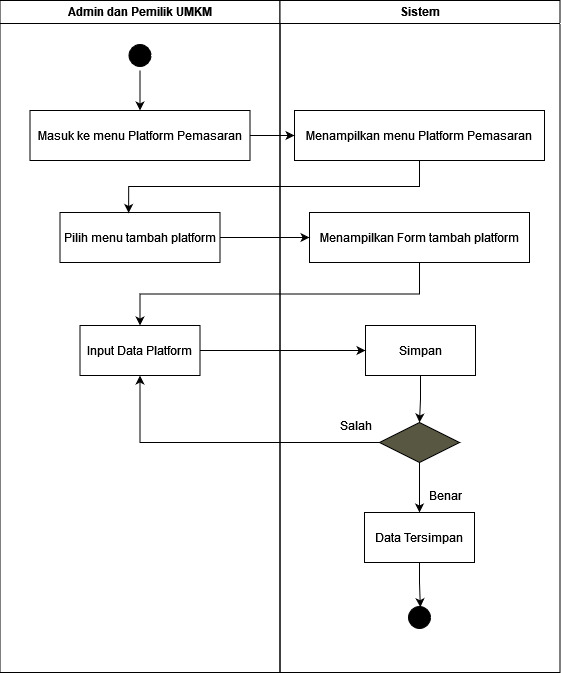 Admin dan Pemilik UMKM
Sistem
Masuk ke menu Platform Pemasaran
Menampilkan menu Platform Pemasaran
Pilih menu tambah platform
Menampilkan Form tambah platform
Input Data Platform
Simpan
Salah
Benar
Data Tersimpan